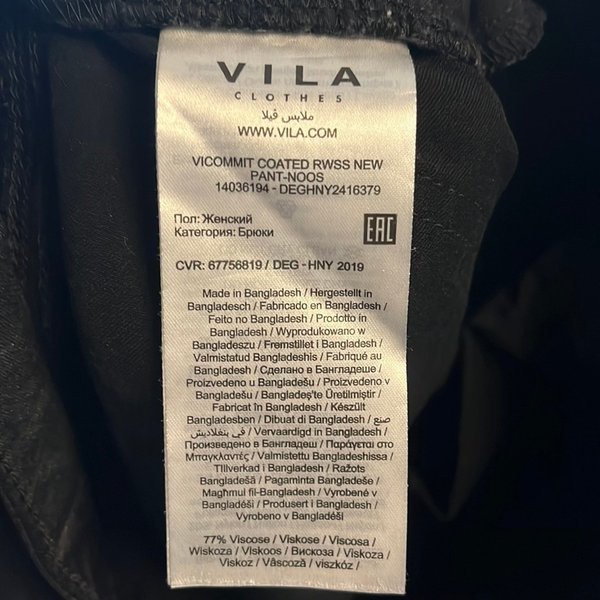 VILA
CLOTHES
ملابس ڤيلا
WWW.VILA.COM
VICOMMIT COATED RWSS NEW
PANT-NOOS
14036194 - DEGHNY2416379
Пол: Женский
Категория: Брюки
EAC
CVR: 67756819 / DEG - HNY 2019
Made in Bangladesh / Hergestellt in
Bangladesch / Fabricado en Bangladesh /
Feito no Bangladesh / Prodotto in
Bangladesh / Wyprodukowano w
Bangladeszu / Fremstillet i Bangladesh /
Valmistatud Bangladeshis / Fabriqué au
Bangladesh / Сделано в Бангладеше /
Proizvedeno u Bangladešu / Proizvedeno v
Bangladešu / Bangladeş'te Üretilmiştir /
Fabricat în Bangladesh / Készült
Bangladesben / Dibuat di Bangladesh / صنع
في بنغلاديش / Vervaardigd in Bangladesh /
Произведено в Бангладеш / Παράγεται στο
Μπαγκλαντές / Valmistettu Bangladeshissa /
Tillverkad i Bangladesh / Ražots
Bangladešā / Pagaminta Bangladeše /
Magħmui fil-Bangladesh / Vyrobené v
Bangladéši / Produsert i Bangladesh /
Vyrobeno v Bangladéši
77% Viscose / Viskose / Viscosa /
Wiskoza / Viskoos / Вискоза / Viskoza /
Viskoz / Vâscoză / viszkóz /